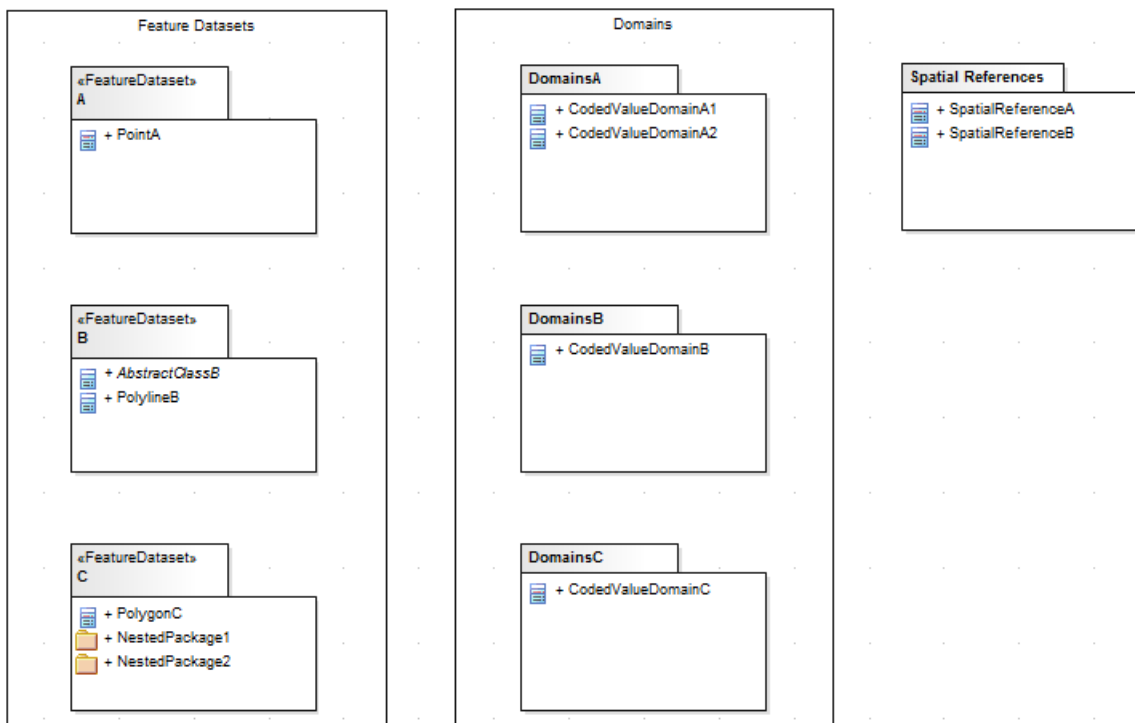 Feature Datasets
«FeatureDataset»
A
+ PointA
«FeatureDataset»
B
+ AbstractClassB
+ PolylineB
«FeatureDataset»
C
+ PolygonC
+ NestedPackage1
+ NestedPackage2
Domains
DomainsA
+ CodedValueDomainA1
+ CodedValueDomainA2
DomainsB
+ CodedValueDomainB
DomainsC
+ CodedValueDomainC
Spatial References
+ SpatialReferenceA
+ SpatialReferenceB